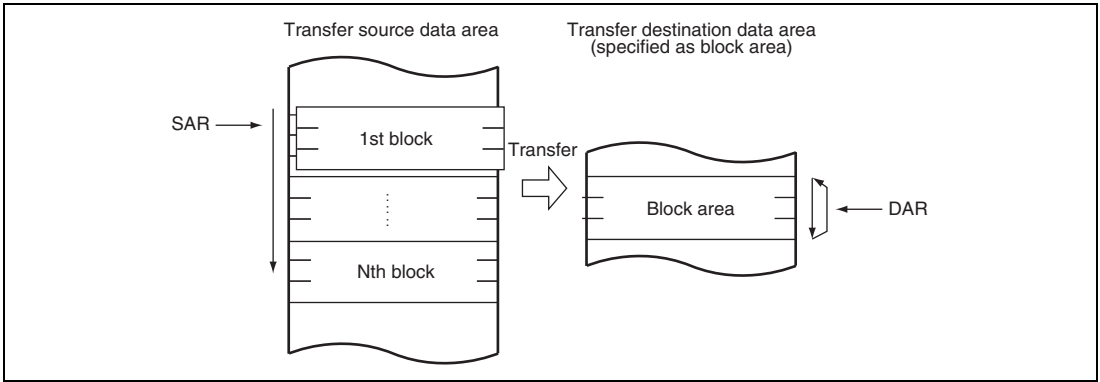 Transfer source data area
Transfer destination data area
(specified as block area)
SAR
1st block
Transfer
Block area
DAR
Nth block